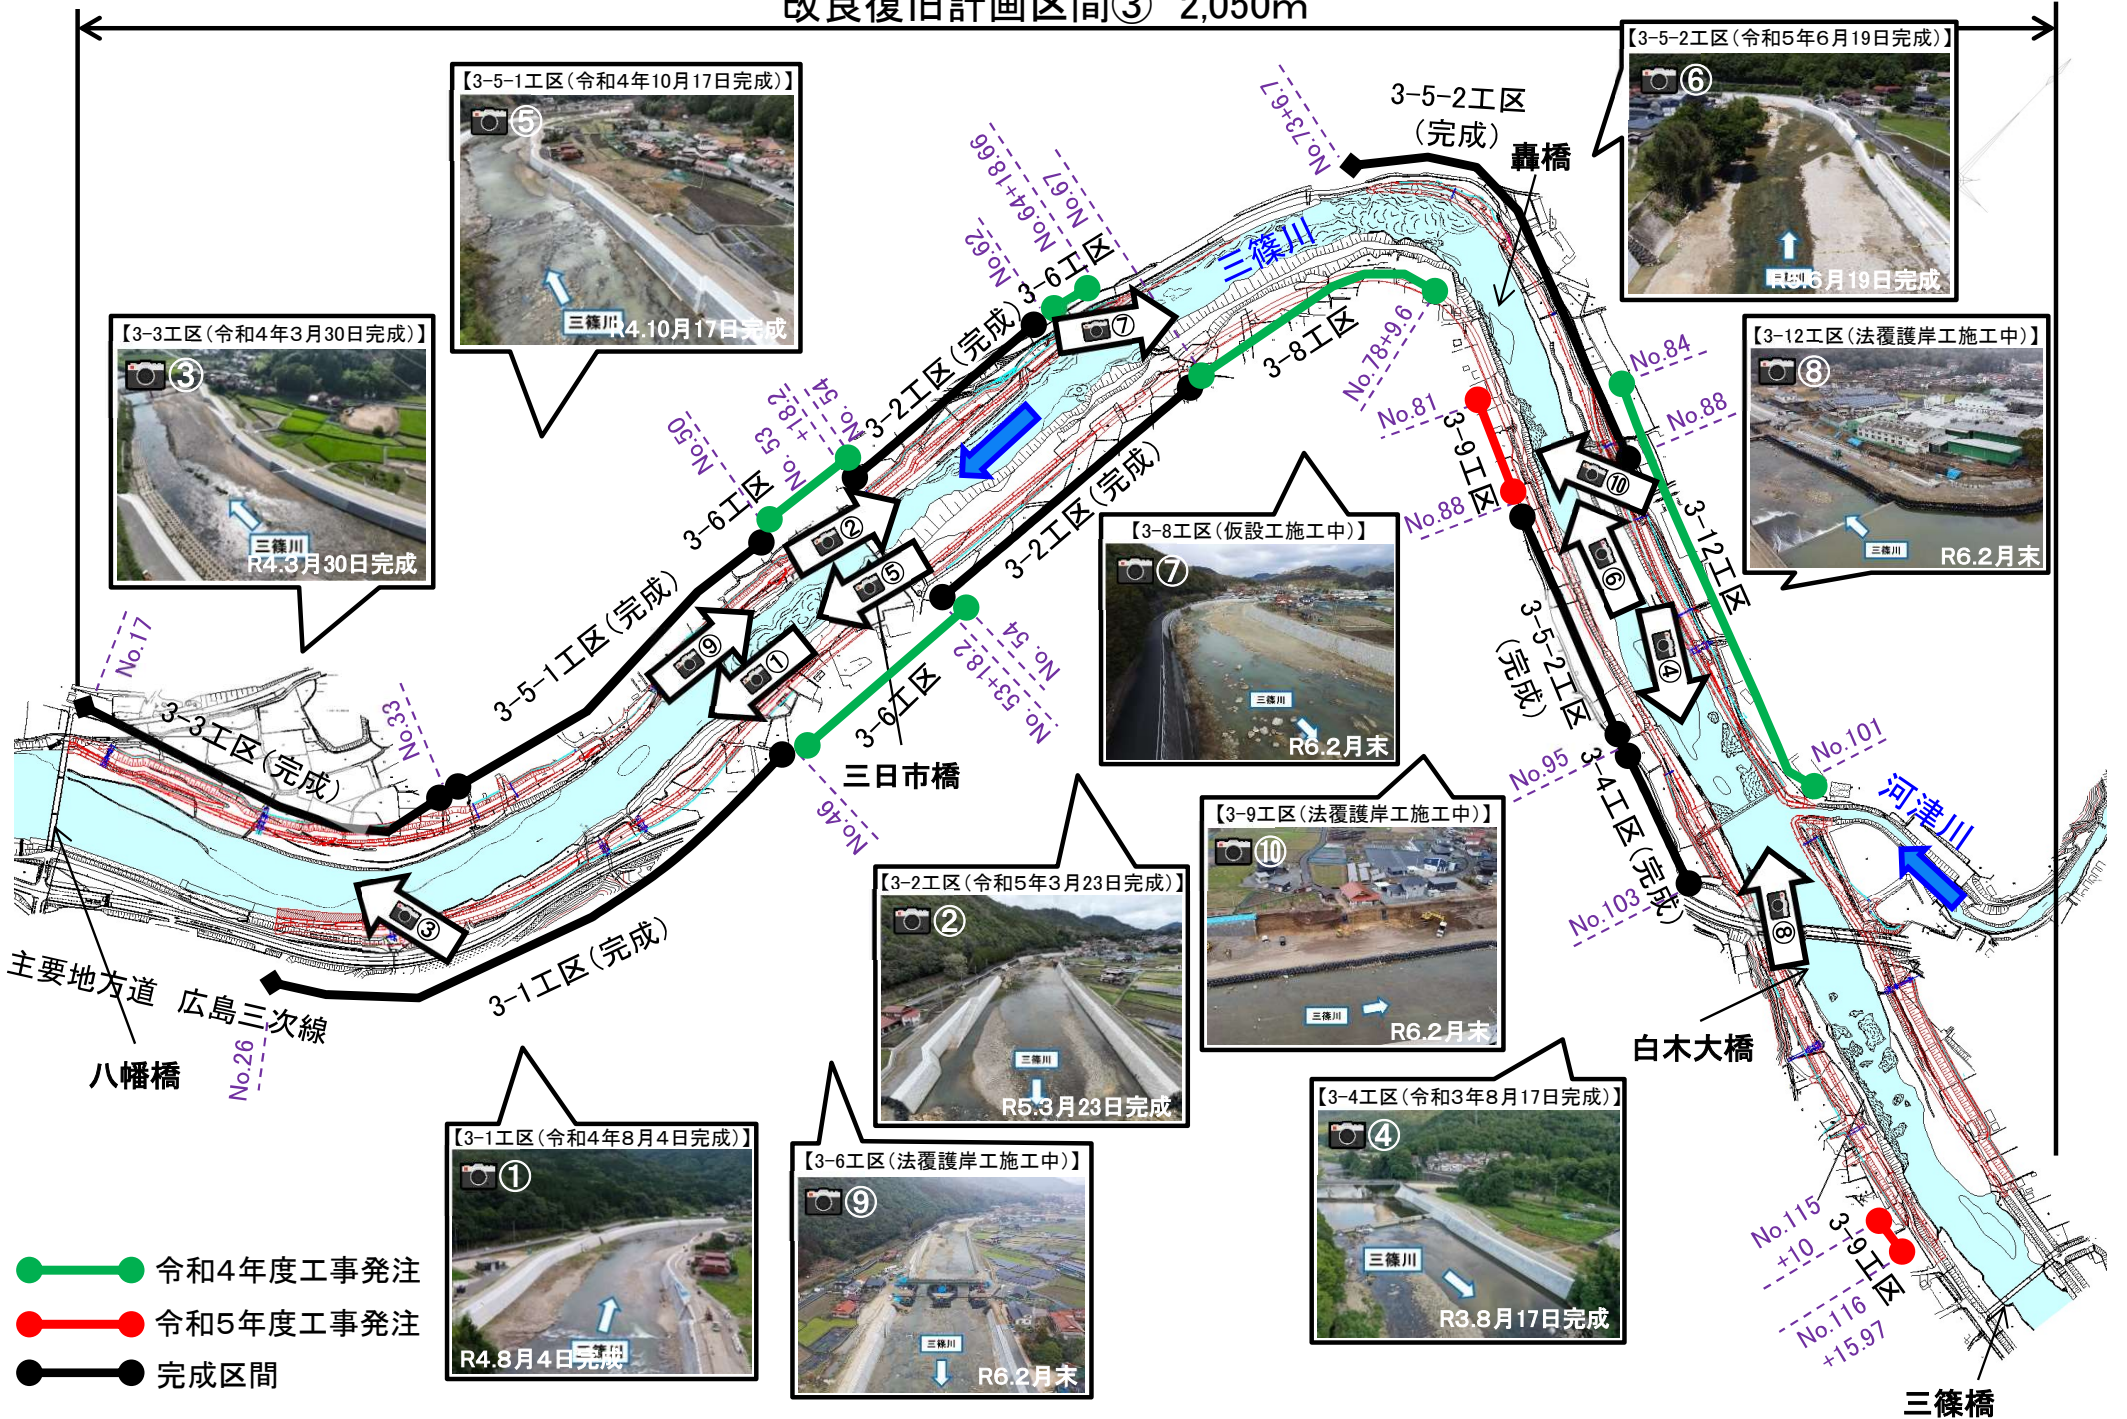 改良復旧計画区間③ 2,050m
【3-5-2工区(令和5年6月19日完成)】
⑥
三篠川
R5.6月19日完成
【3-5-1工区(令和4年10月17日完成)】
⑤
三篠川
R4.10月17日完成
No.73+6.7
3-5-2工区
(完成)
轟橋
No.67
No.64+18.66
No.62
3-6工区
三篠川
⑦
【3-3工区(令和4年3月30日完成)】
③
三篠川
R4.3月30日完成
【3-12工区(法覆護岸工施工中)】
⑧
三篠川
R6.2月末
3-8工区
No.78+9.6
No.84
No.88
No.81
3-9工区
No.88
⑩
3-12工区
3-2工区(完成)
No. 54
No. 53
+18.2
No.50
3-6工区
②
⑤
3-2工区(完成)
【3-8工区(仮設工施工中)】
⑦
三篠川
R6.2月末
⑥
④
3-5-2工区
(完成)
No.95
3-4工区(完成)
No.101
河津川
No.103
⑧
白木大橋
No.17
3-3工区(完成)
No.33
3-5-1工区(完成)
⑨
①
No. 54
No. 53+18.2
3-6工区
No.46
三日市橋
③
3-1工区(完成)
主要地方道 広島三次線
No.26
八幡橋
【3-2工区(令和5年3月23日完成)】
②
三篠川
R5.3月23日完成
【3-9工区(法覆護岸工施工中)】
⑩
三篠川
R6.2月末
【3-1工区(令和4年8月4日完成)】
①
三篠川
R4.8月4日完成
【3-6工区(法覆護岸工施工中)】
⑨
三篠川
R6.2月末
【3-4工区(令和3年8月17日完成)】
④
三篠川
R3.8月17日完成
No.115
+10
3-9工区
No.116
+15.97
三篠橋
令和4年度工事発注
令和5年度工事発注
完成区間